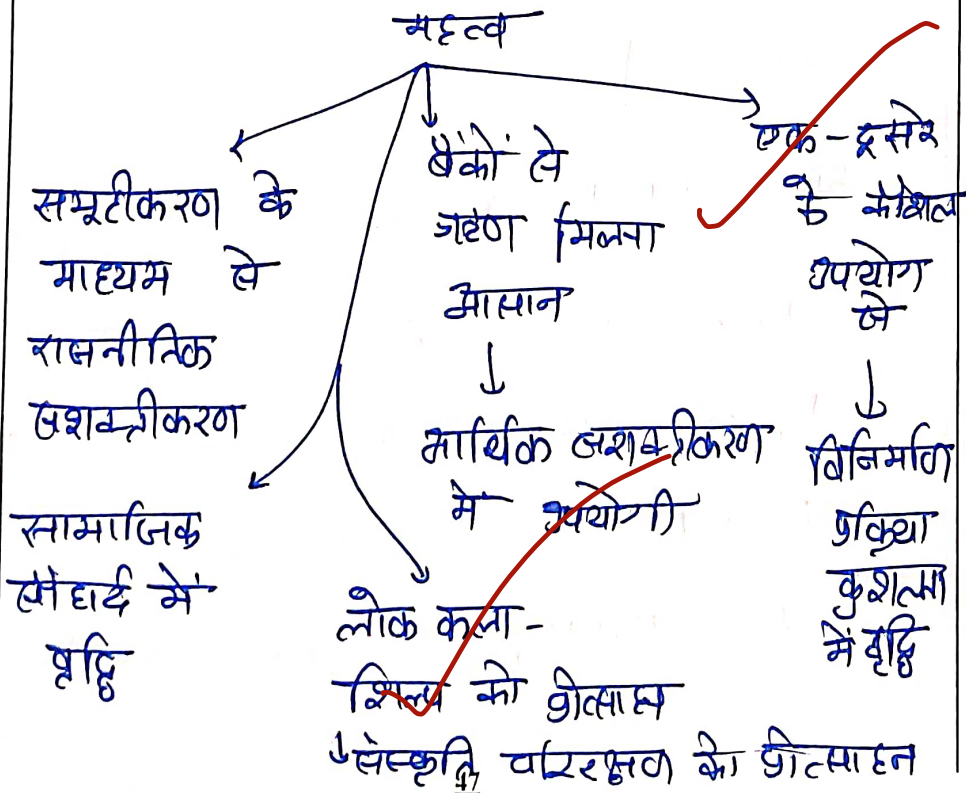 महत्व
समूहीकरण के
माध्यम से
राजनीतिक
सशक्तीकरण
सामाजिक
सौहार्द में
वृद्धि
बैंकों से
ऋण मिलना
आसान
↓
आर्थिक सशक्तीकरण
में उपयोगी
लोक कला-
शिल्प को प्रोत्साहन
↓ संस्कृति परिरक्षण को प्रोत्साहन
एक-दूसरे
के कौशल
उपयोग
से
↓
विनिर्माण
प्रक्रिया
कुशलता
में वृद्धि